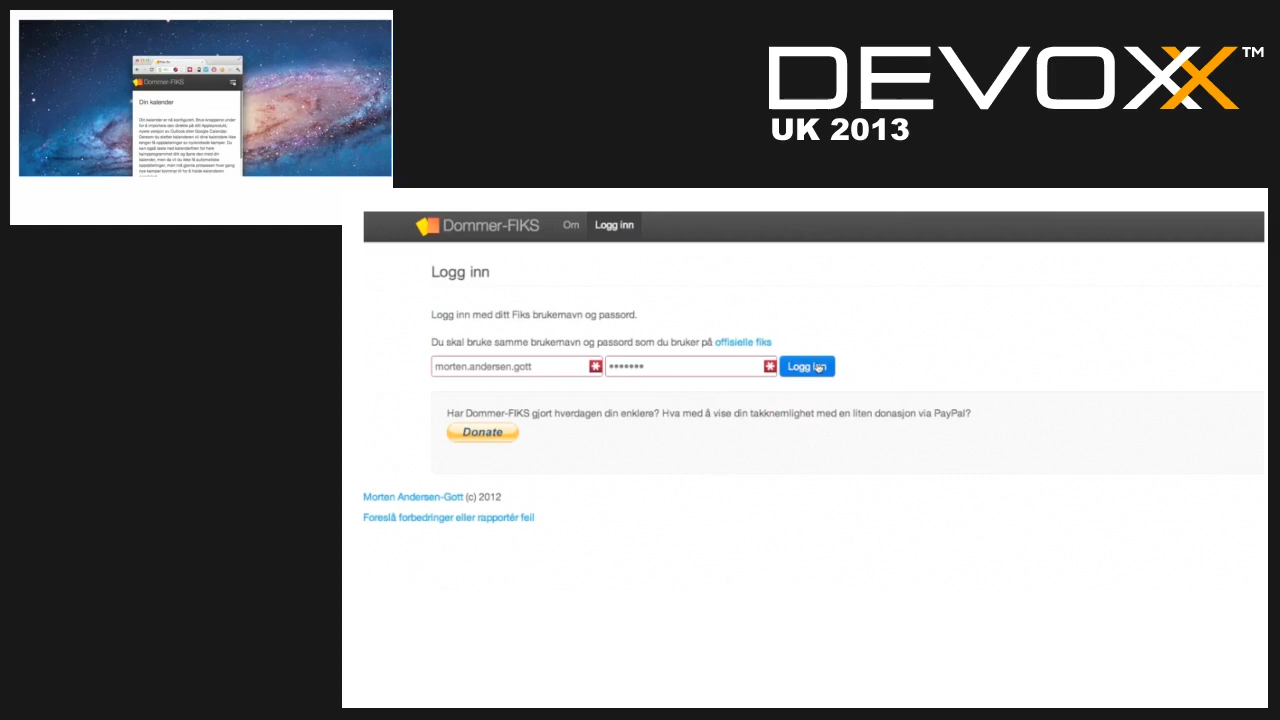 DEVOXX™
UK 2013
Dommer-FIKS
Din kalender
Dommer-FIKS Om Logg inn
Logg inn
Logg inn med ditt Fiks brukernavn og passord.
Du skal bruke samme brukernavn og passord som du bruker på offisielle fiks
morten.andersen.gott ••••••• Logg inn
Har Dommer-FIKS gjort hverdagen din enklere? Hva med å vise din takknemlighet med en liten donasjon via PayPal?
Donate
Morten Andersen-Gott (c) 2012
Foreslå forbedringer eller rapportér feil